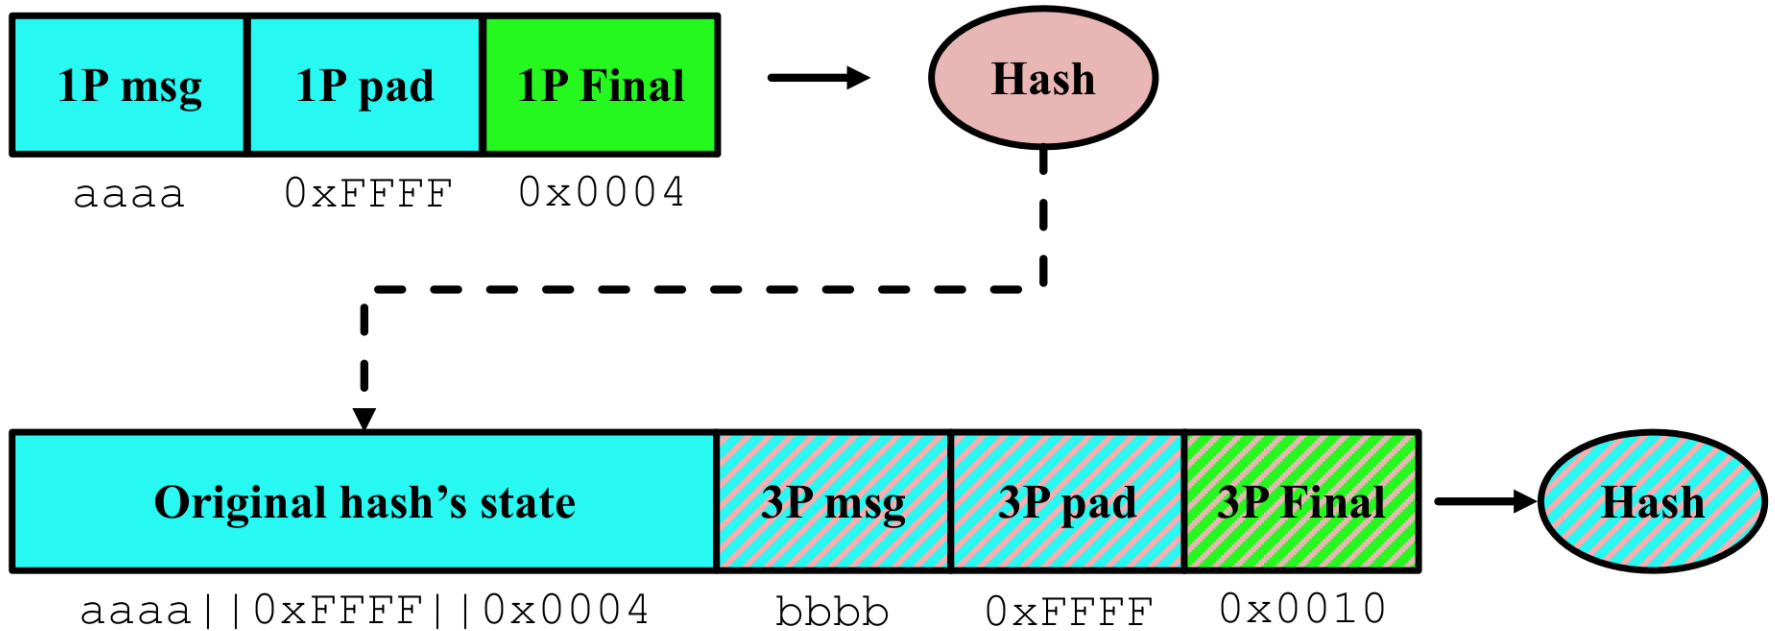 1P msg 1P pad 1P Final Hash
aaaa 0xFFFF 0x0004
Original hash's state 3P msg 3P pad 3P Final Hash
aaaa||0xFFFF||0x0004 bbbb 0xFFFF 0x0010